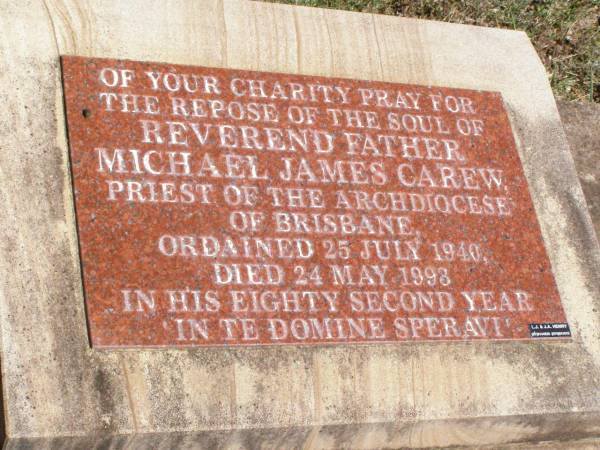 OF YOUR CHARITY PRAY FOR
THE REPOSE OF THE SOUL OF
REVEREND FATHER
MICHAEL JAMES CAREW,
PRIEST OF THE ARCHDIOCESE
OF BRISBANE,
ORDAINED 25 JULY 1940,
DIED 24 MAY 1993
IN HIS EIGHTY SECOND YEAR
'IN TE DOMINE SPERAVI'
L.J. & J.A. HENRY